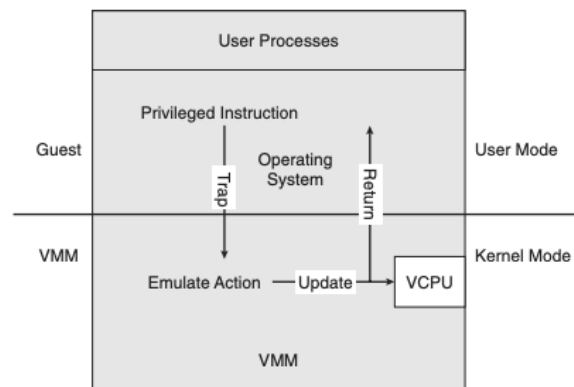 User Processes
Privileged Instruction
Guest
Operating
System
User Mode
Trap
Return
VMM
Kernel Mode
Emulate Action
Update
VCPU
VMM